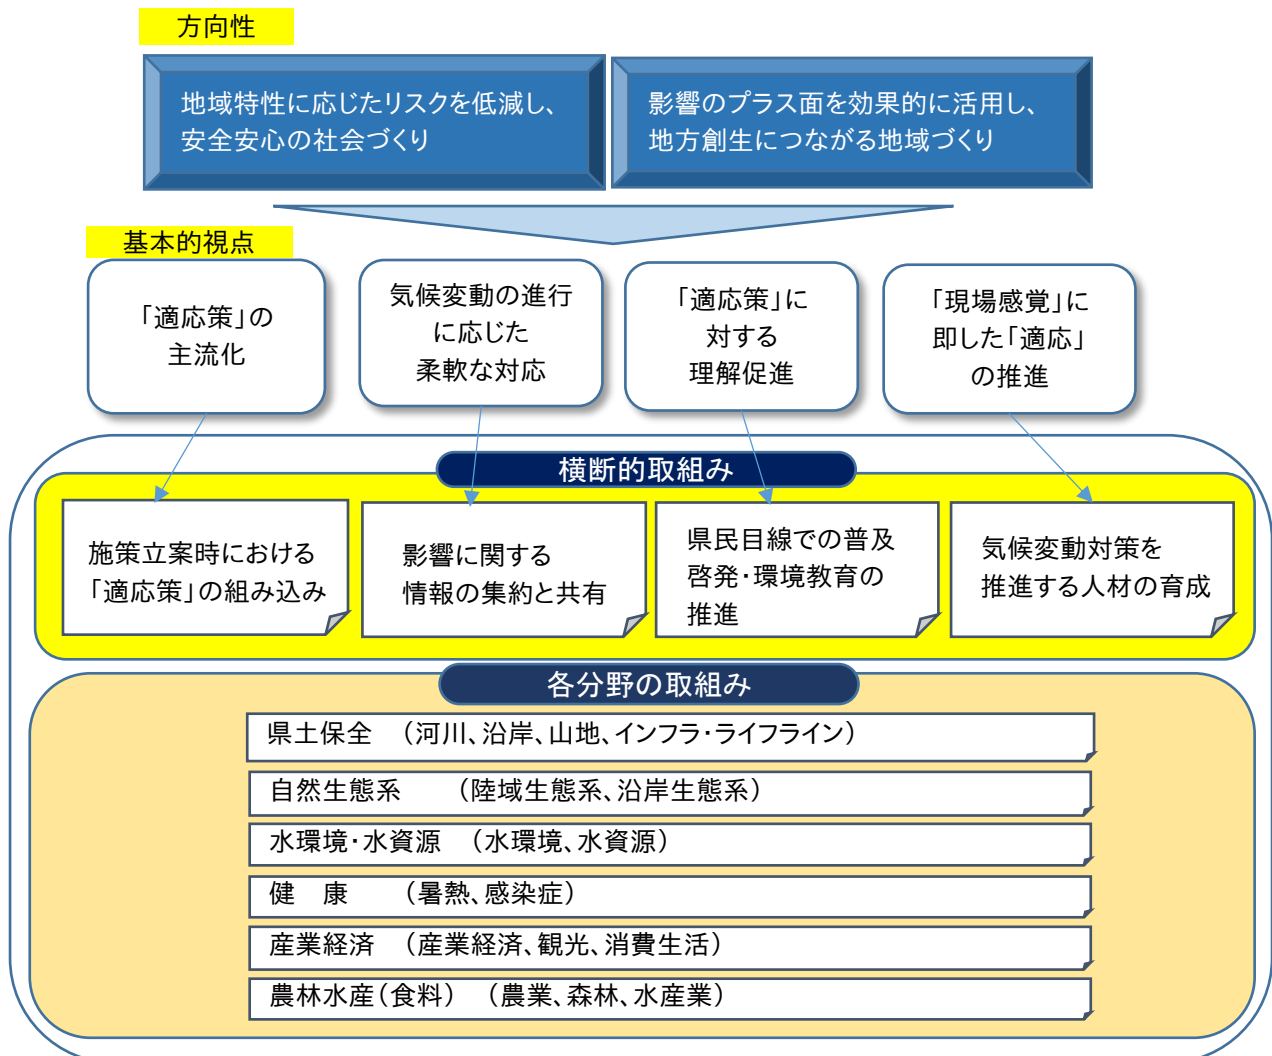 方向性
地域特性に応じたリスクを低減し、
安全安心の社会づくり
影響のプラス面を効果的に活用し、
地方創生につながる地域づくり
基本的視点
「適応策」の
主流化
気候変動の進行
に応じた
柔軟な対応
「適応策」に
対する
理解促進
「現場感覚」に
即した「適応」
の推進
横断的取組み
施策立案時における
「適応策」の組み込み
影響に関する
情報の集約と共有
県民目線での普及
啓発・環境教育の
推進
気候変動対策を
推進する人材の育成
各分野の取組み
県土保全　（河川、沿岸、山地、インフラ・ライフライン）
自然生態系　　（陸域生態系、沿岸生態系）
水環境・水資源　（水環境、水資源）
健　康　　（暑熱、感染症）
産業経済　（産業経済、観光、消費生活）
農林水産（食料）　（農業、森林、水産業）